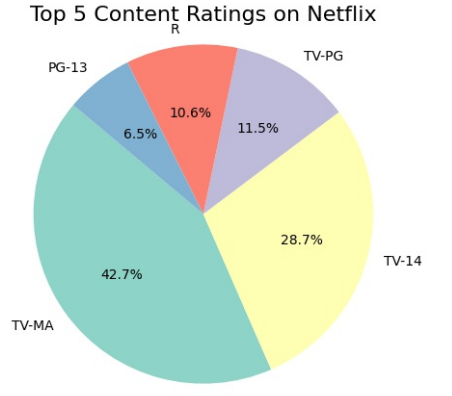 Top 5 Content Ratings on Netflix
R
TV-PG
PG-13
10.6%
11.5%
6.5%
28.7%
TV-14
42.7%
TV-MA